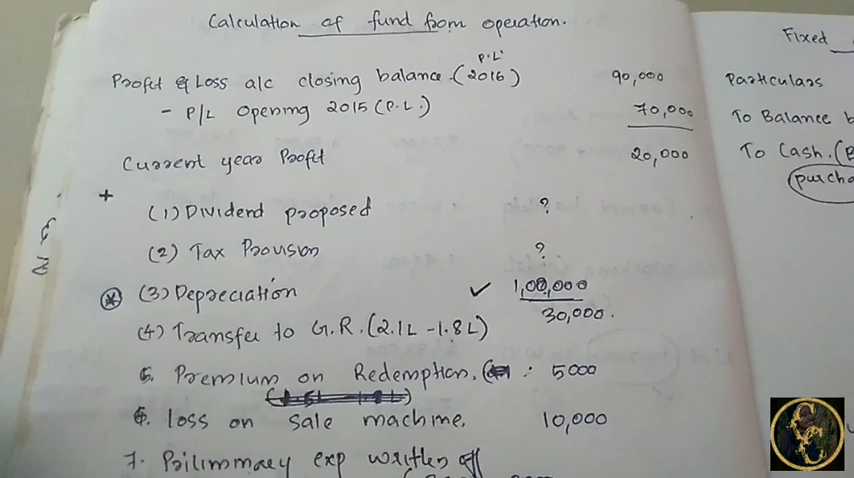 Calculation of fund from operation.
P.L.
Profit & Loss a/c closing balance. (2016) 90,000
- P/L Opening 2015 (P.L.) 70,000
Current year Profit 20,000
+
(1) Dividend proposed ?
(2) Tax Provision ?
(3) Depreciation ✓ 1,00,000
(4) Transfer to G.R. (2.1L - 1.8L) 30,000.
5. Premium on Redemption. : 5000
6. loss on sale machine. 10,000
7. Prilimmary exp written off
Fixed
Particulars
To Balance b
To Cash. (B
purcha